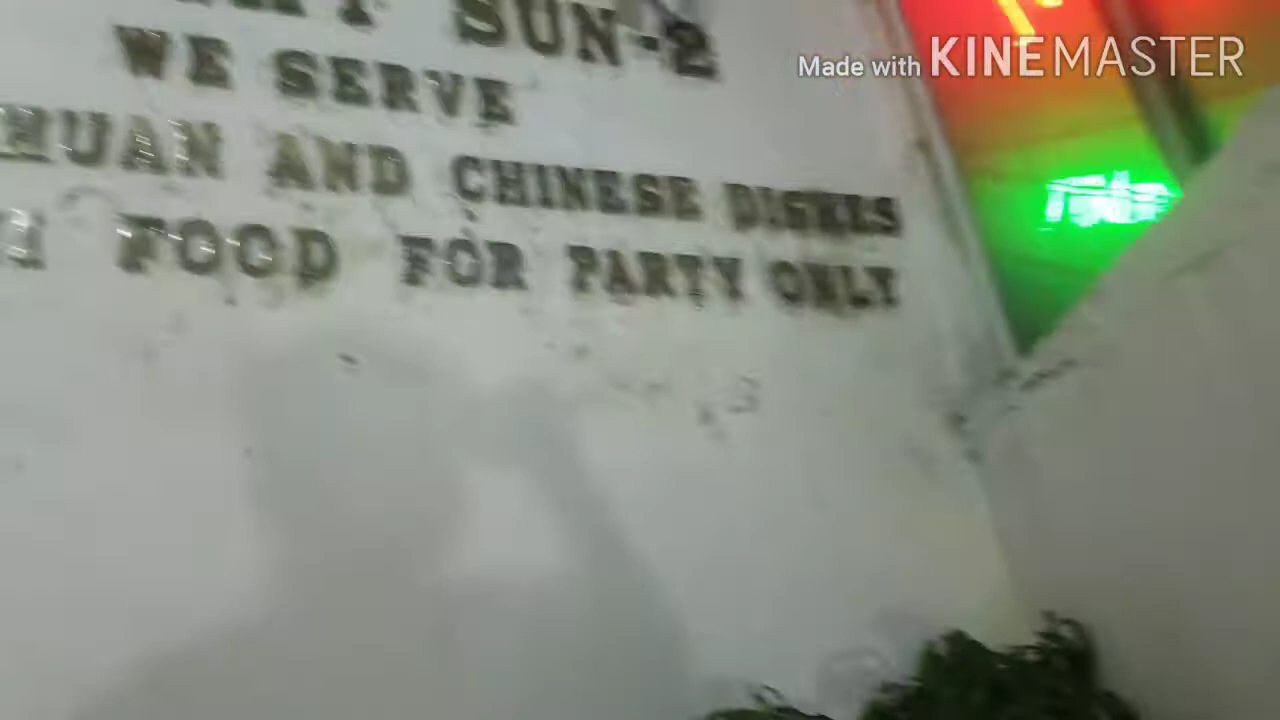 SUN-2
WE SERVE
HUAN AND CHINESE DISHES
FOOD FOR PARTY ONLY
Made with KINEMASTER